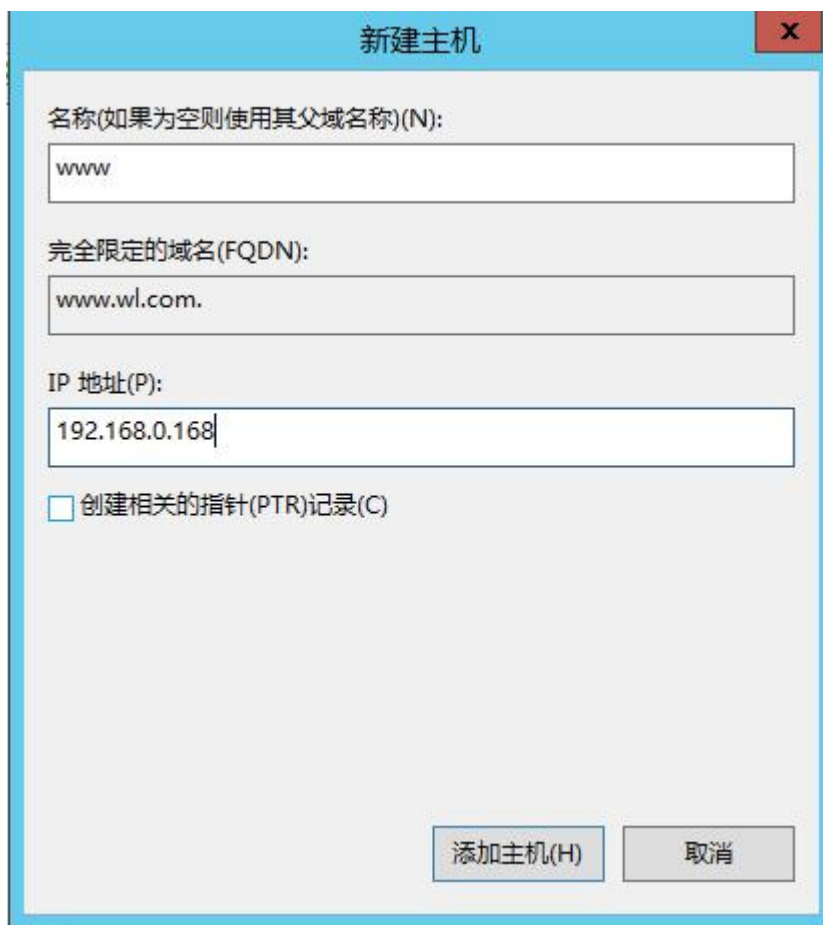 新建主机
x
名称(如果为空则使用其父域名称)(N):
www
完全限定的域名(FQDN):
www.wl.com.
IP 地址(P):
192.168.0.168
创建相关的指针(PTR)记录(C)
添加主机(H)
取消